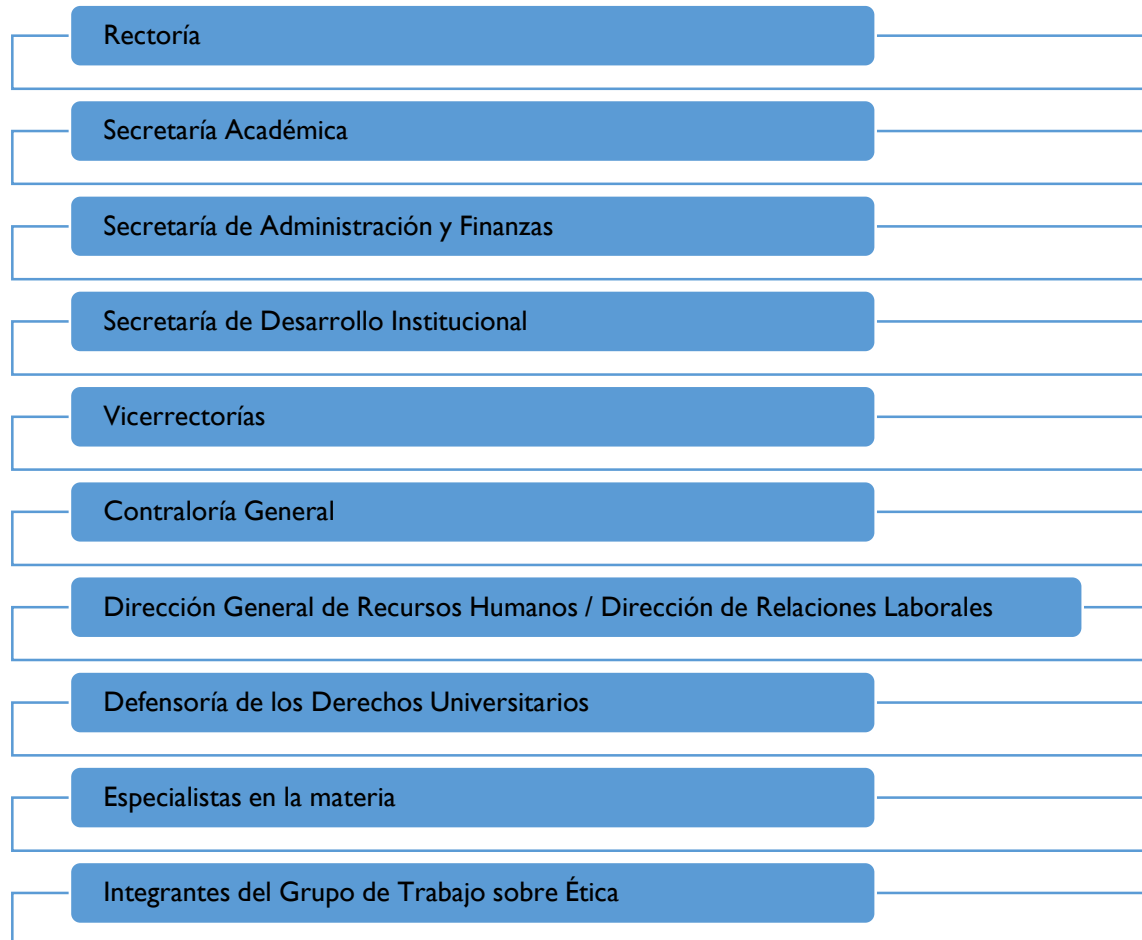 Rectoría
Secretaría Académica
Secretaría de Administración y Finanzas
Secretaría de Desarrollo Institucional
Vicerrectorías
Contraloría General
Dirección General de Recursos Humanos / Dirección de Relaciones Laborales
Defensoría de los Derechos Universitarios
Especialistas en la materia
Integrantes del Grupo de Trabajo sobre Ética